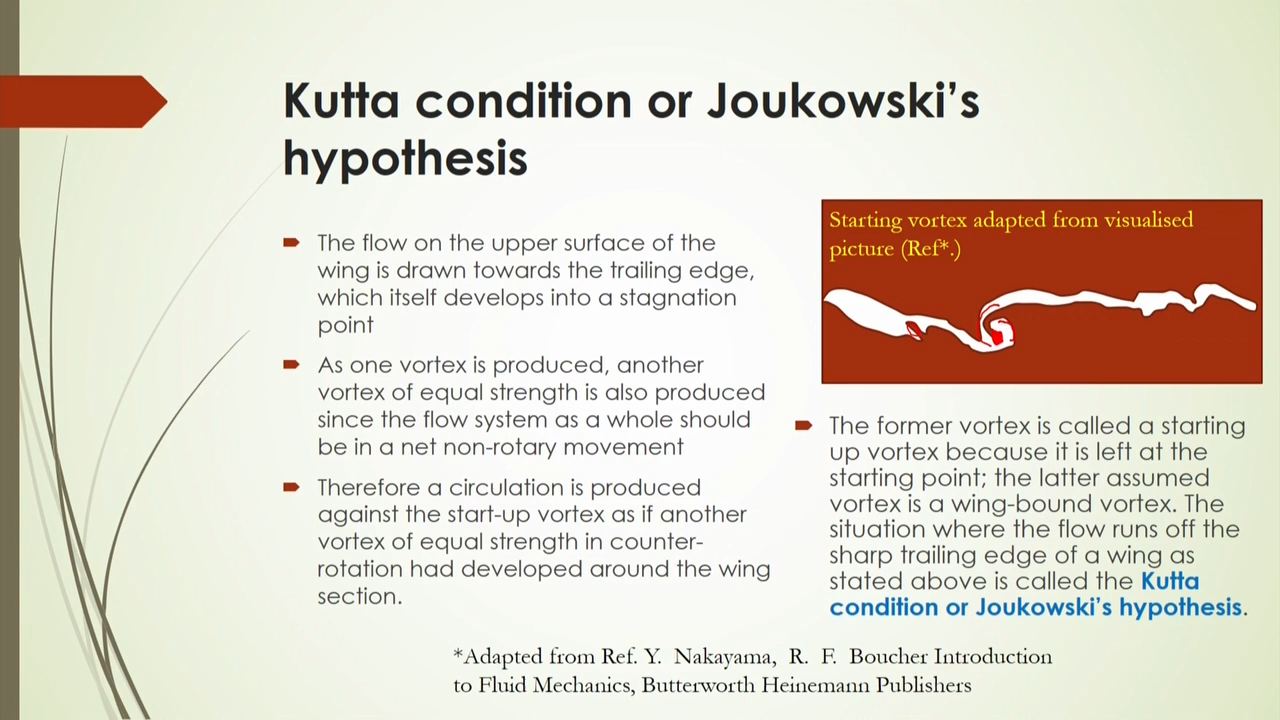 Kutta condition or Joukowski's
hypothesis
The flow on the upper surface of the
wing is drawn towards the trailing edge,
which itself develops into a stagnation
point
As one vortex is produced, another
vortex of equal strength is also produced
since the flow system as a whole should
be in a net non-rotary movement
Therefore a circulation is produced
against the start-up vortex as if another
vortex of equal strength in counter-
rotation had developed around the wing
section.
Starting vortex adapted from visualised
picture (Ref*.)
The former vortex is called a starting
up vortex because it is left at the
starting point; the latter assumed
vortex is a wing-bound vortex. The
situation where the flow runs off the
sharp trailing edge of a wing as
stated above is called the Kutta
condition or Joukowski's hypothesis.
*Adapted from Ref. Y. Nakayama, R. F. Boucher Introduction
to Fluid Mechanics, Butterworth Heinemann Publishers